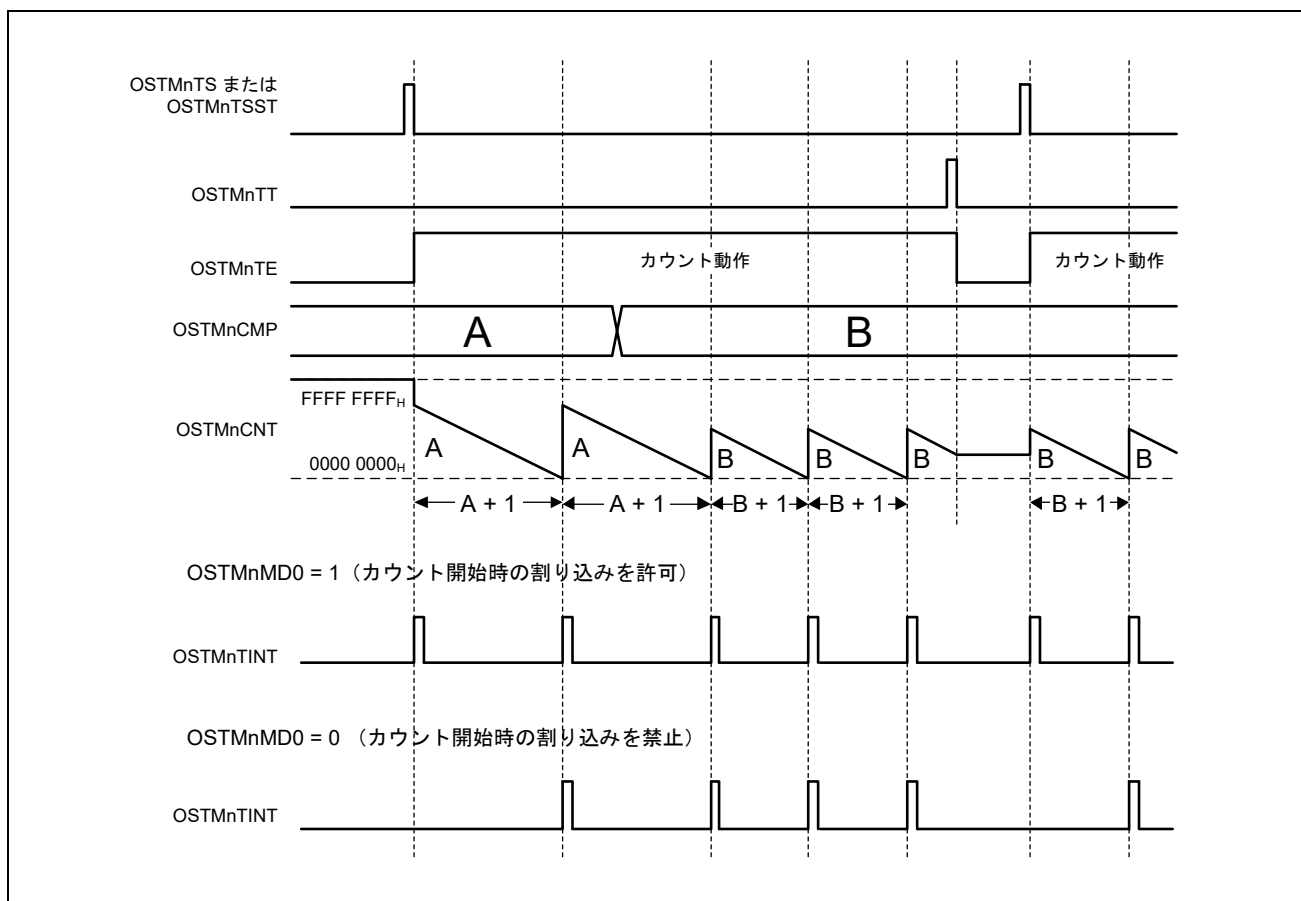 OSTMnTS または
OSTMnTSST
OSTMnTT
OSTMnTE
カウント動作
カウント動作
OSTMnCMP
A
B
FFFF FFFFH
OSTMnCNT
0000 0000H
A
A
B
B
B
B
B
A + 1
A + 1
B + 1
B + 1
B + 1
OSTMnMD0 = 1（カウント開始時の割り込みを許可）
OSTMnTINT
OSTMnMD0 = 0 （カウント開始時の割り込みを禁止）
OSTMnTINT